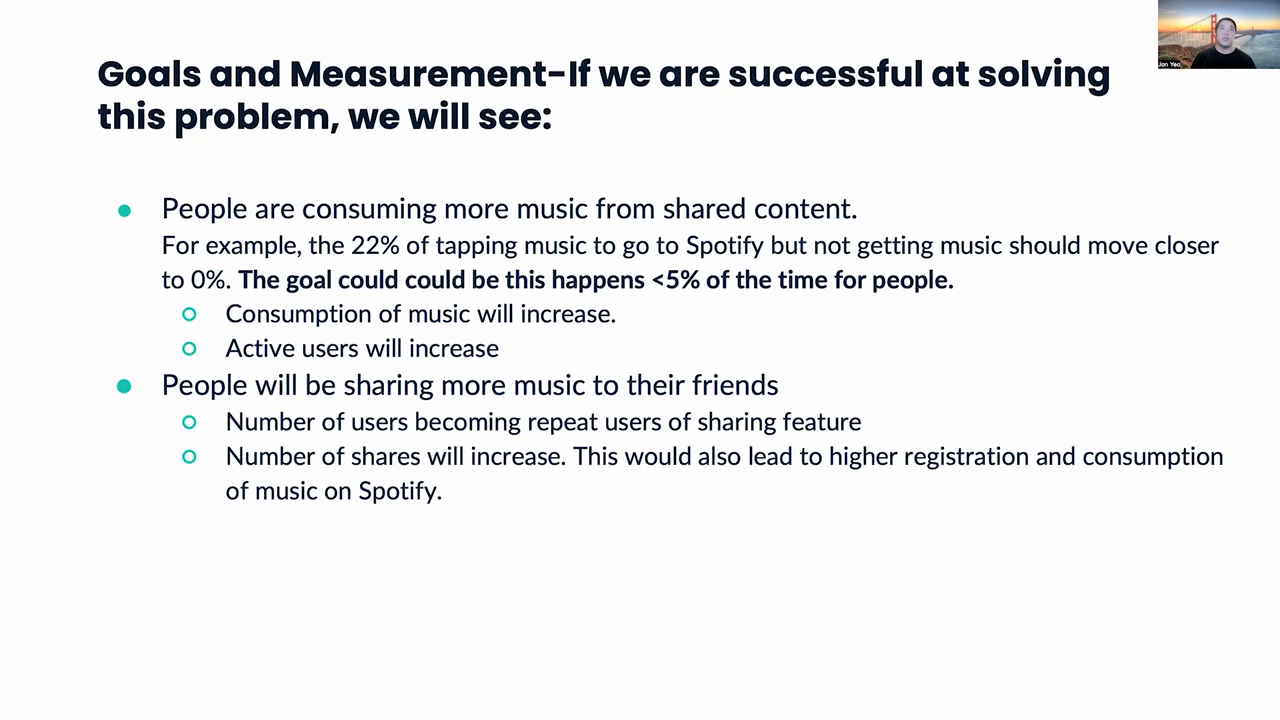 Goals and Measurement-If we are successful at solving
this problem, we will see:
Jon Yeo
● People are consuming more music from shared content.
For example, the 22% of tapping music to go to Spotify but not getting music should move closer
to 0%. The goal could could be this happens <5% of the time for people.
○ Consumption of music will increase.
○ Active users will increase
● People will be sharing more music to their friends
○ Number of users becoming repeat users of sharing feature
○ Number of shares will increase. This would also lead to higher registration and consumption
of music on Spotify.